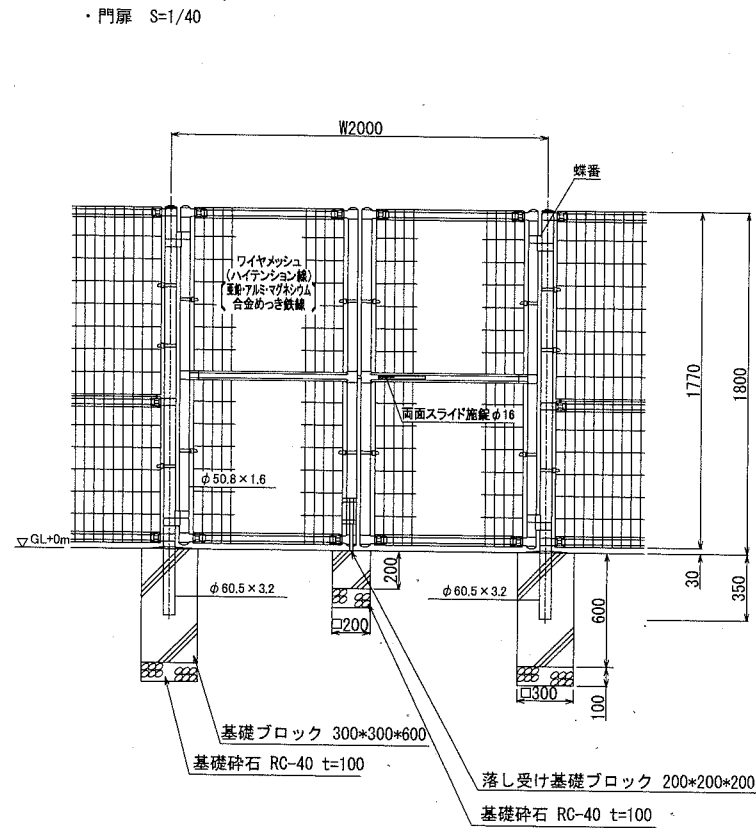 ・門扉 S=1/40
W2000
蝶番
ワイヤメッシュ
(ハイテンション線)
亜鉛・アルミ・マグネシウム
合金めっき鉄線
1770
1800
両面スライド施錠φ16
φ50.8×1.6
▽GL+0m
200
30
350
φ60.5×3.2
φ60.5×3.2
600
□200
□300
100
基礎ブロック 300*300*600
基礎砕石 RC-40 t=100
落し受け基礎ブロック 200*200*200
基礎砕石 RC-40 t=100